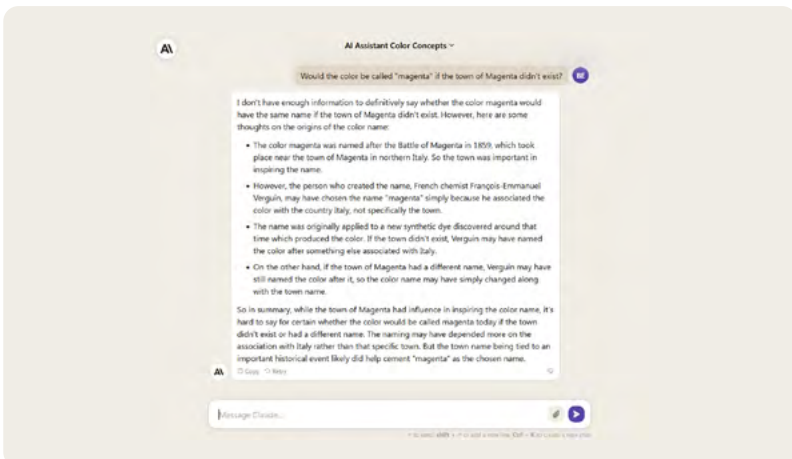 AI Assistant Color Concepts
Would the color be called "magenta" if the town of Magenta didn't exist?
BE
I don't have enough information to definitively say whether the color magenta would
have the same name if the town of Magenta didn't exist. However, here are some
thoughts on the origins of the color name:
• The color magenta was named after the Battle of Magenta in 1859, which took
place near the town of Magenta in northern Italy. So the town was important in
inspiring the name.
• However, the person who created the name, French chemist François-Emmanuel
Verguin, may have chosen the name "magenta" simply because he associated the
color with the country Italy, not specifically the town.
• The name was originally applied to a new synthetic dye discovered around that
time which produced the color. If the town didn't exist, Verguin may have named
the color after something else associated with Italy.
• On the other hand, if the town of Magenta had a different name, Verguin may have
still named the color after it, so the color name may have simply changed along
with the town name.
So in summary, while the town of Magenta had influence in inspiring the color name, it's
hard to say for certain whether the color would be called magenta today if the town
didn't exist or had a different name. The naming may have depended more on the
association with Italy rather than that specific town. But the town name being tied to an
important historical event likely did help cement "magenta" as the chosen name.
Copy Retry
Message Claude...